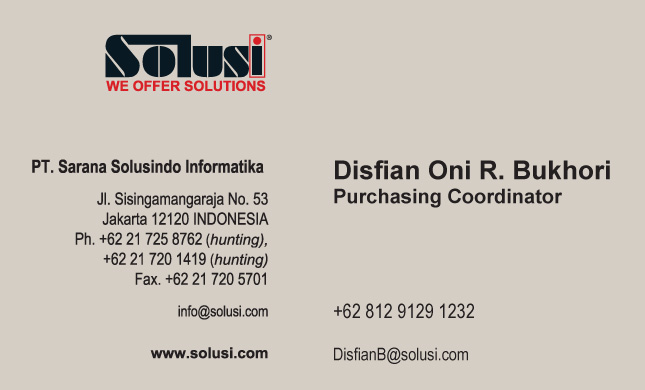 Solusi®
WE OFFER SOLUTIONS
PT. Sarana Solusindo Informatika
Jl. Sisingamangaraja No. 53
Jakarta 12120 INDONESIA
Ph. +62 21 725 8762 (hunting),
+62 21 720 1419 (hunting)
Fax. +62 21 720 5701
info@solusi.com
www.solusi.com
Disfian Oni R. Bukhori
Purchasing Coordinator
+62 812 9129 1232
DisfianB@solusi.com